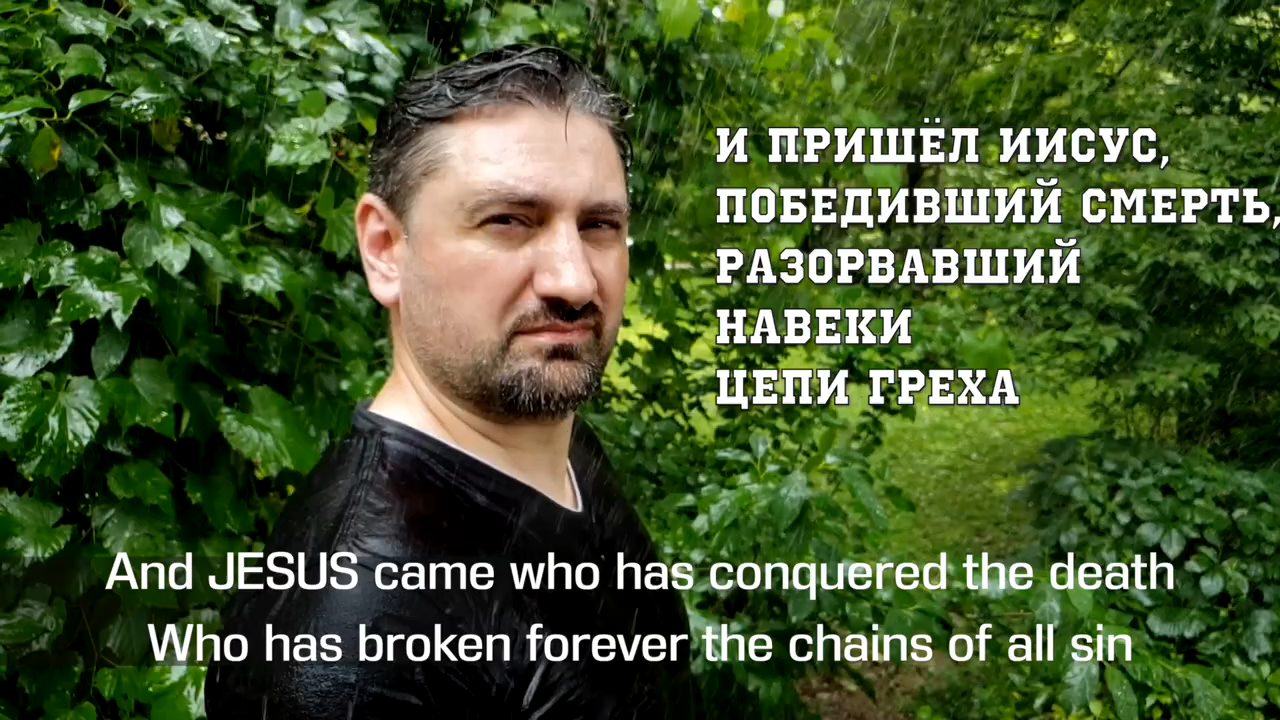 И ПРИШЁЛ ИИСУС,
ПОБЕДИВШИЙ СМЕРТЬ,
РАЗОРВАВШИЙ
НАВЕКИ
ЦЕПИ ГРЕХА
And JESUS came who has conquered the death
Who has broken forever the chains of all sin